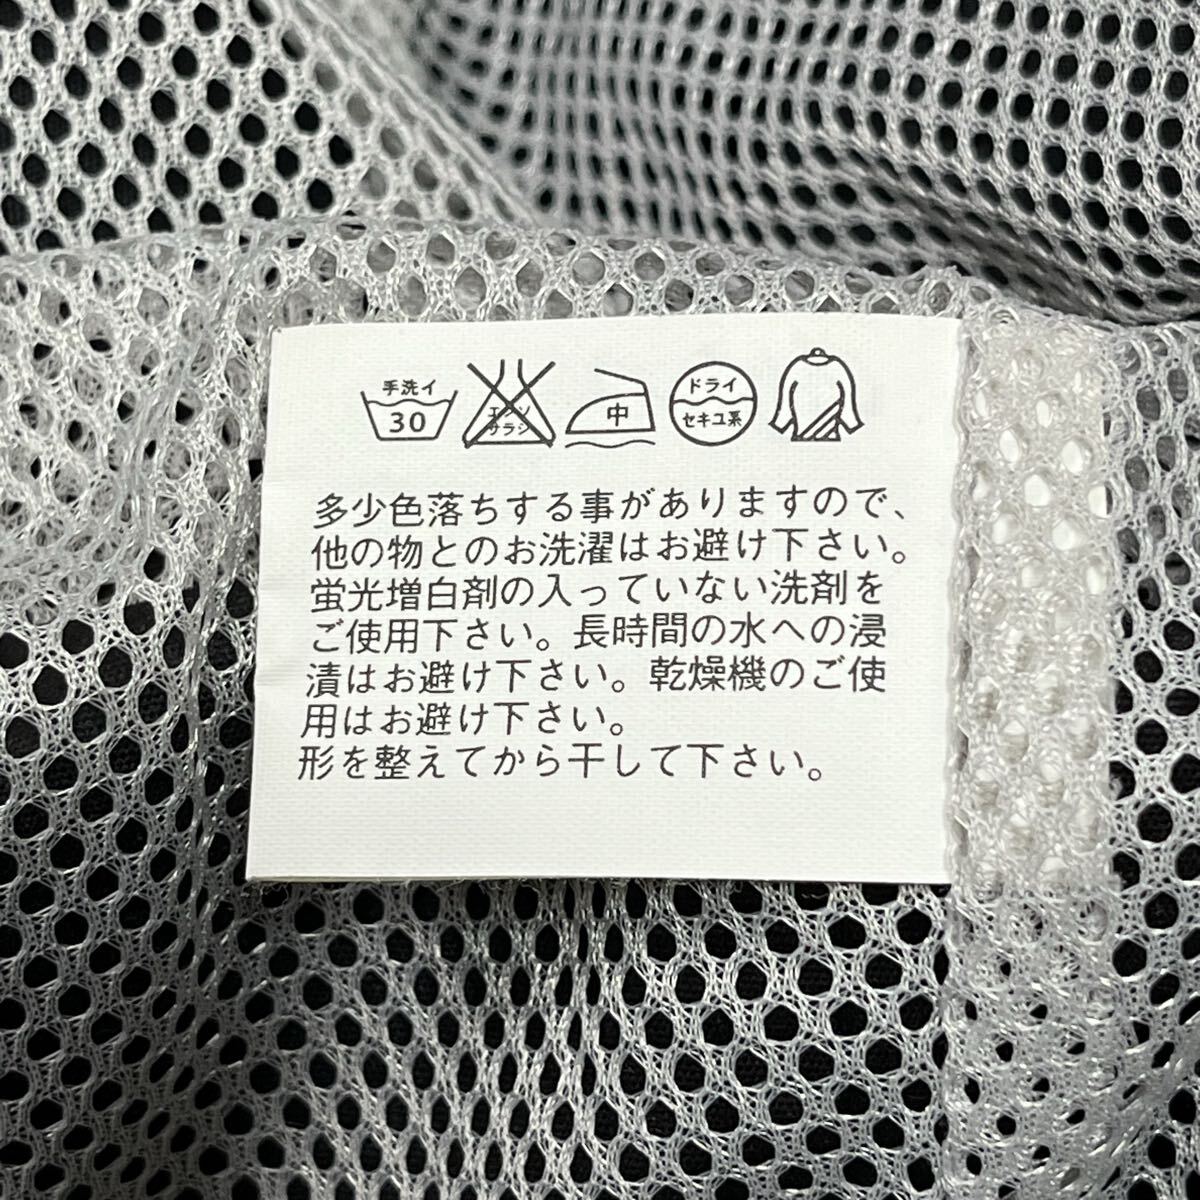 手洗イ 30 エンソ サラシ 中 ドライ セキユ系
多少色落ちする事がありますので、
他の物とのお洗濯はお避け下さい。
蛍光増白剤の入っていない洗剤を
ご使用下さい。長時間の水への浸
漬はお避け下さい。乾燥機のご使
用はお避け下さい。
形を整えてから干して下さい。